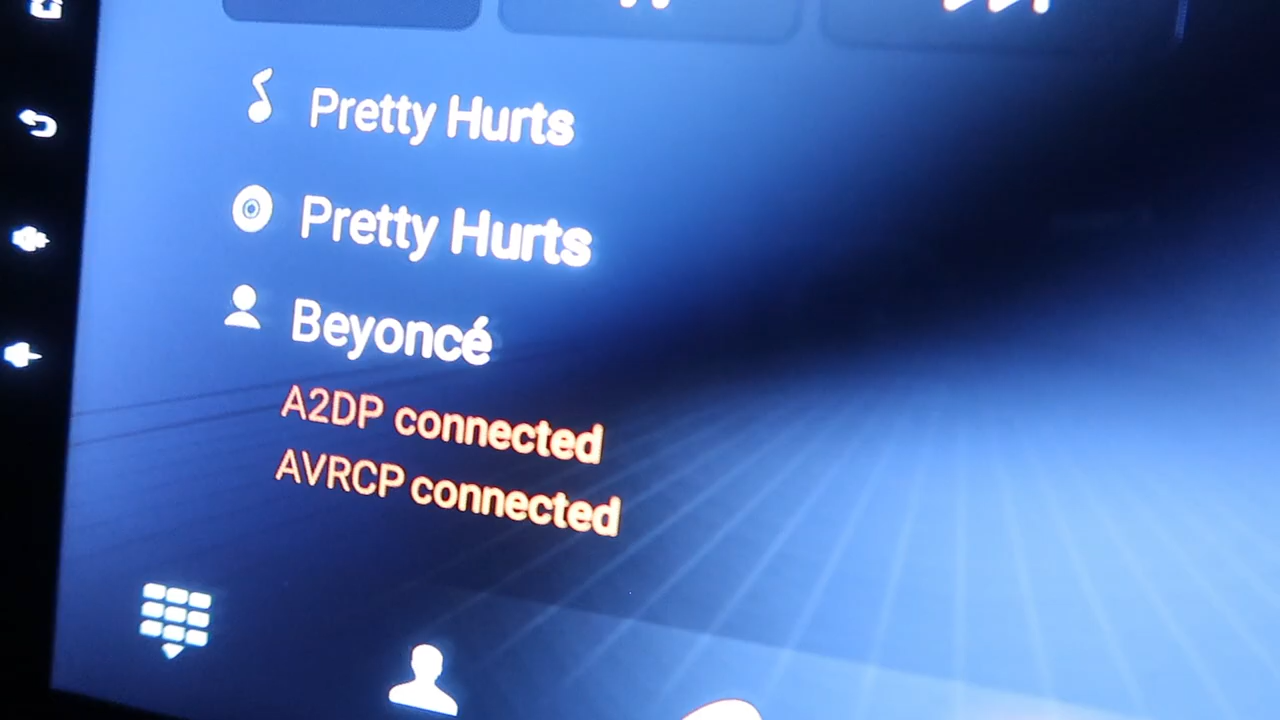 Pretty Hurts
Pretty Hurts
Beyoncé
A2DP connected
AVRCP connected